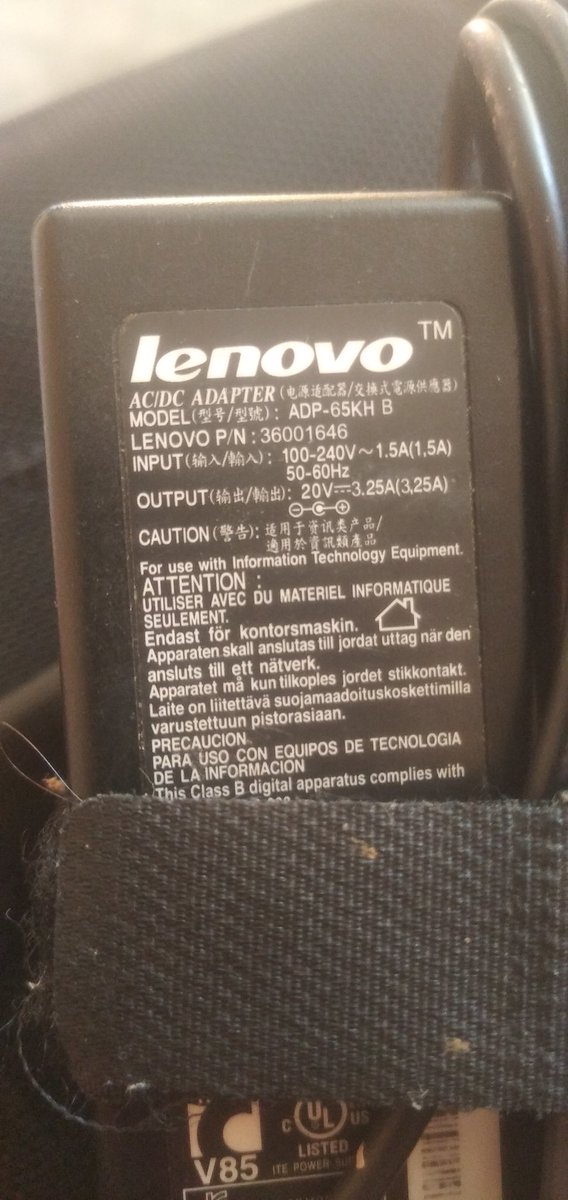 lenovo™
AC/DC ADAPTER (电源适配器/交換式電源供應器)
MODEL(型号/型號): ADP-65KH B
LENOVO P/N : 36001646
INPUT(输入/輸入): 100-240V～1.5A(1,5A)
50-60Hz
OUTPUT(输出/輸出): 20V⎓3.25A(3,25A)
CAUTION(警告): 适用于资讯类产品/
適用於資訊類產品
For use with Information Technology Equipment.
ATTENTION :
UTILISER AVEC DU MATERIEL INFORMATIQUE
SEULEMENT.
Endast för kontorsmaskin.
Apparaten skall anslutas till jordat uttag när den
ansluts till ett nätverk.
Apparatet må kun tilkoples jordet stikkontakt.
Laite on liitettävä suojamaadoituskoskettimilla
varustettuun pistorasiaan.
PRECAUCION
PARA USO CON EQUIPOS DE TECNOLOGIA
DE LA INFORMACION
This Class B digital apparatus complies with
C UL US
LISTED
V85 ITE POWER